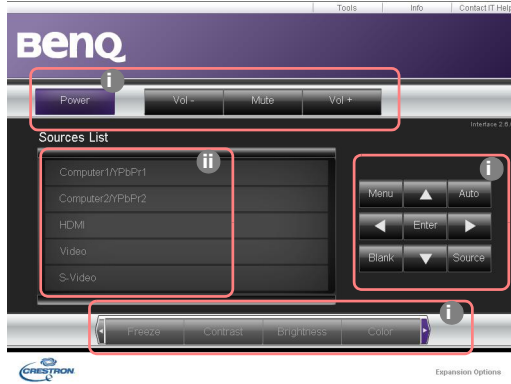 Tools Info Contact IT Help
BenQ
i
Power Vol - Mute Vol +
Interface 2.6
Sources List
ii
i
Computer1/YPbPr1
Computer2/YPbPr2
HDMI
Video
S-Video
Menu Auto
Enter
Blank Source
i
Freeze Contrast Brightness Color
CRESTRON
Expansion Options